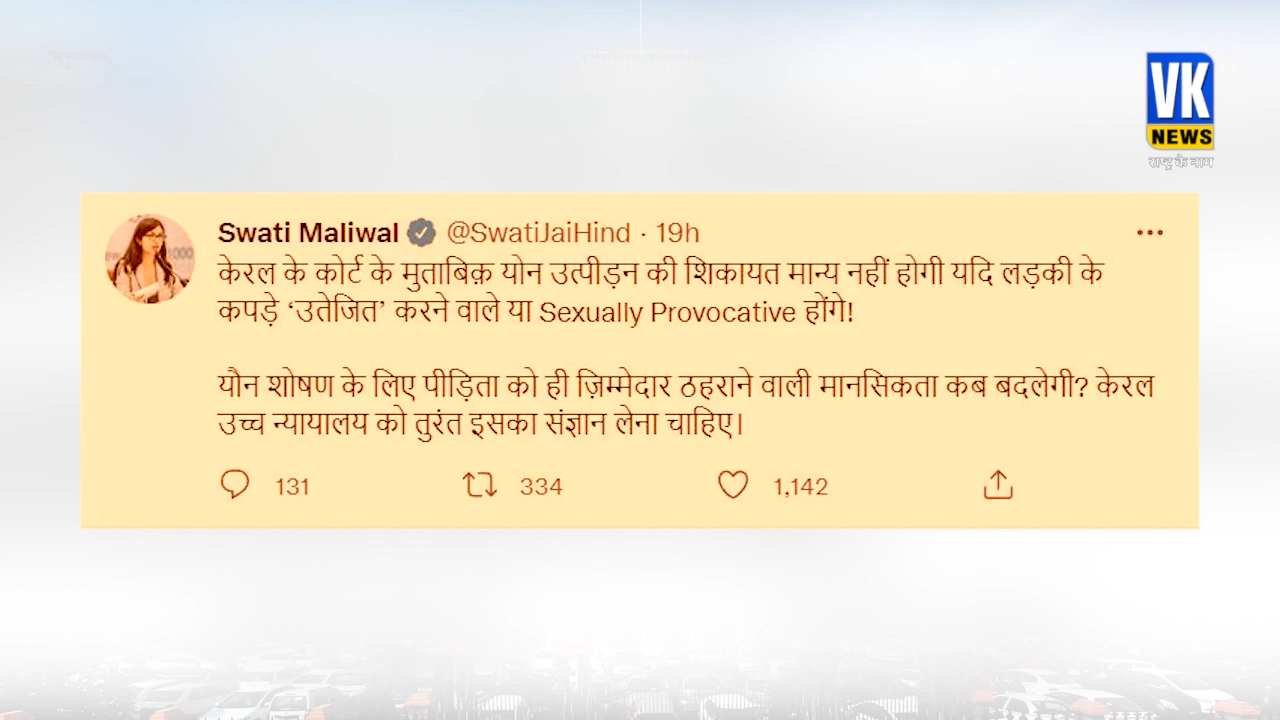 VK
NEWS
राष्ट्र के नाम
Swati Maliwal @SwatiJaiHind · 19h
केरल के कोर्ट के मुताबिक़ योन उत्पीड़न की शिकायत मान्य नहीं होगी यदि लड़की के
कपड़े ‘उतेजित’ करने वाले या Sexually Provocative होंगे!
यौन शोषण के लिए पीड़िता को ही ज़िम्मेदार ठहराने वाली मानसिकता कब बदलेगी? केरल
उच्च न्यायालय को तुरंत इसका संज्ञान लेना चाहिए।
131 334 1,142